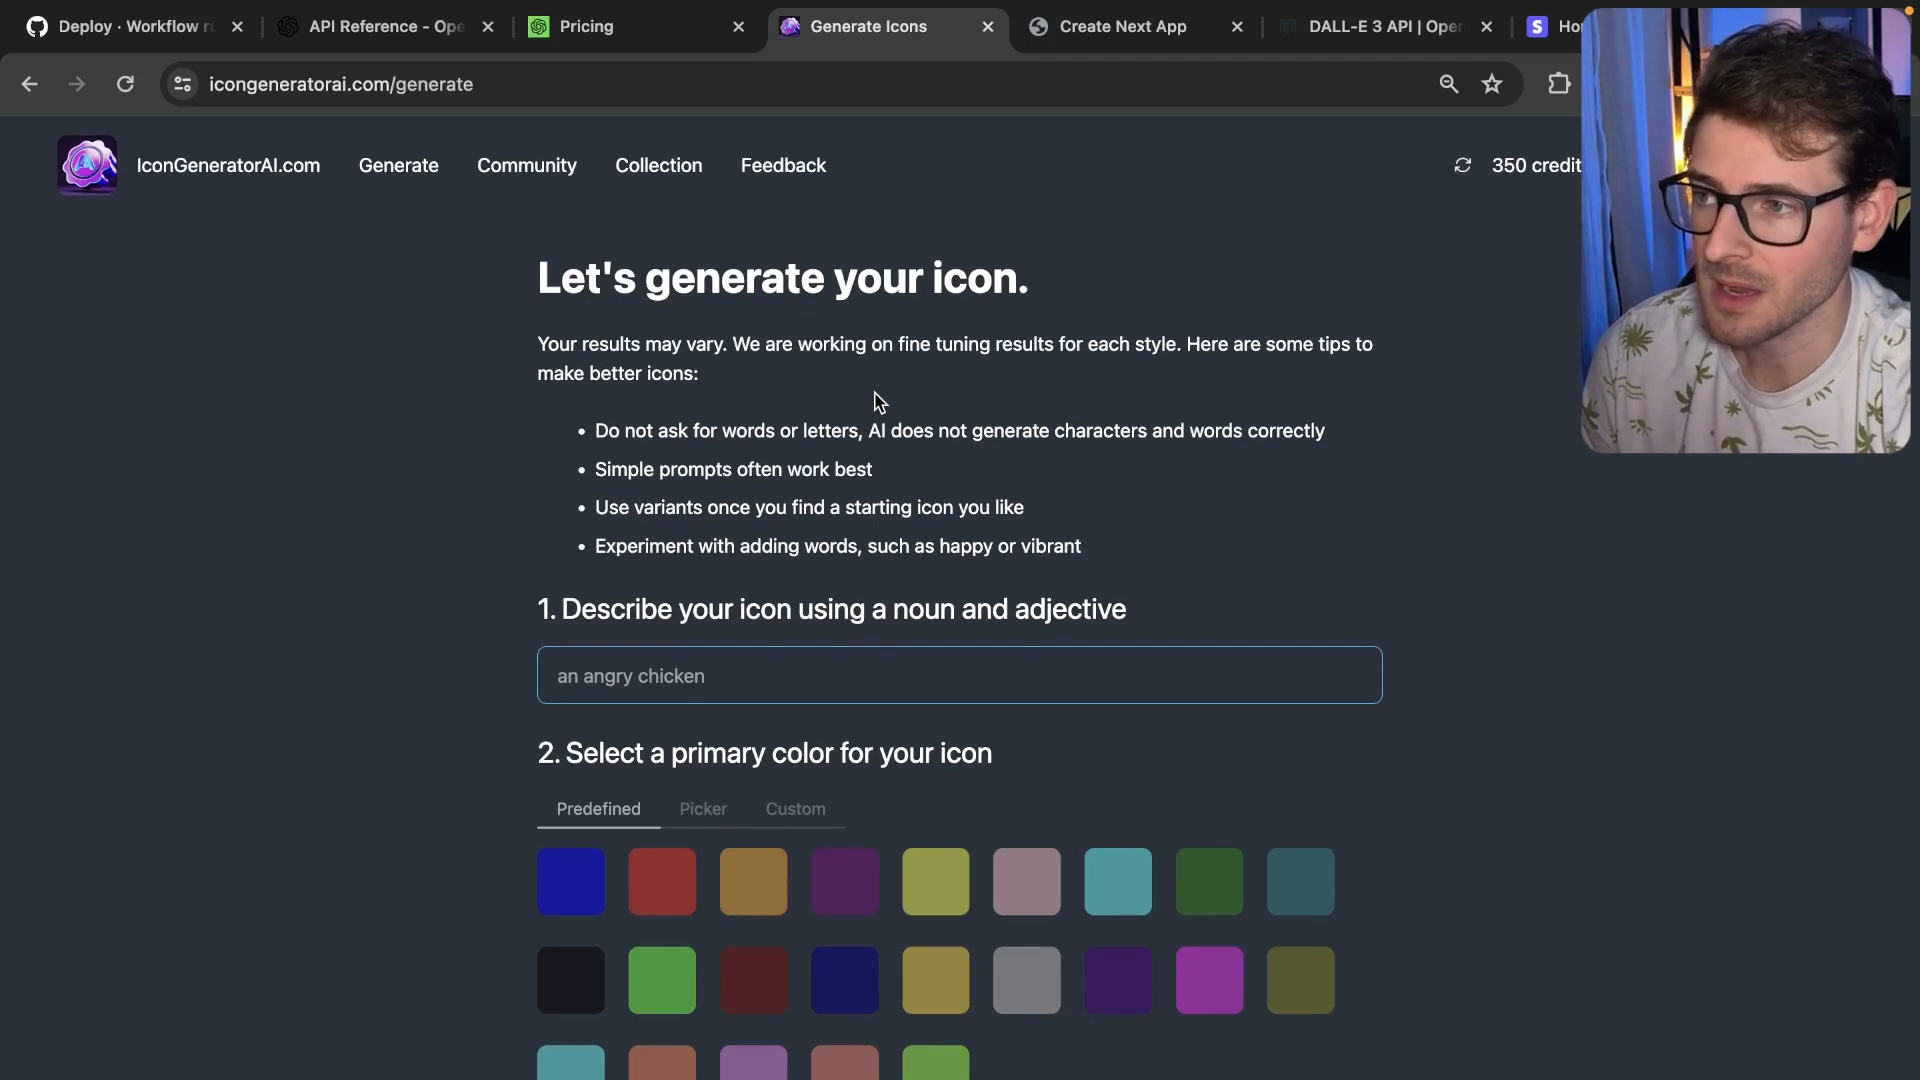 Deploy · Workflow ru
API Reference - Ope
Pricing
Generate Icons
Create Next App
DALL-E 3 API | Oper
S
Ho
icongeneratorai.com/generate
IconGeneratorAI.com
Generate
Community
Collection
Feedback
350 credit
Let's generate your icon.
Your results may vary. We are working on fine tuning results for each style. Here are some tips to
make better icons:
• Do not ask for words or letters, AI does not generate characters and words correctly
• Simple prompts often work best
• Use variants once you find a starting icon you like
• Experiment with adding words, such as happy or vibrant
1. Describe your icon using a noun and adjective
an angry chicken
2. Select a primary color for your icon
Predefined
Picker
Custom